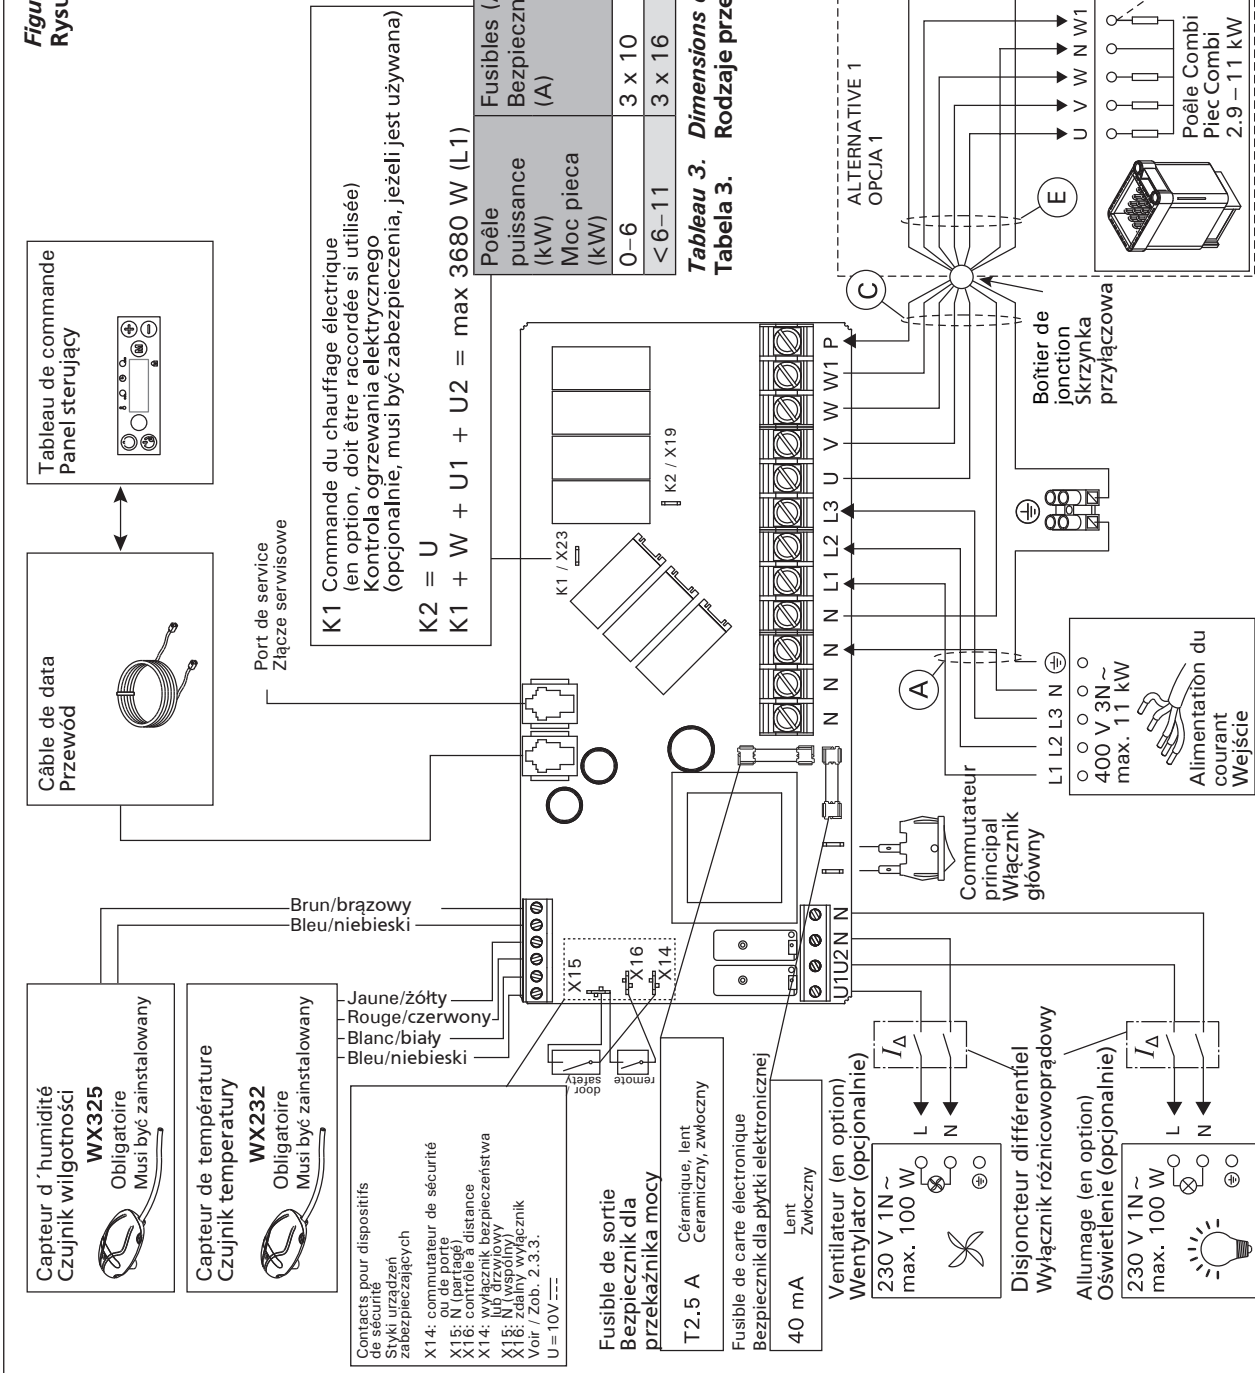 Figu
Rysu
Tableau de commande
Panel sterujący
Câble de data
Przewód
Port de service
Złącze serwisowe
K1 Commande du chauffage électrique
(en option, doit être raccordée si utilisée)
Kontrola ogrzewania elektrycznego
(opcjonalnie, musi być zabezpieczenia, jeżeli jest używana)
K2 = U
K1 + W + U1 + U2 = max 3680 W (L1)
Poêle
puissance
(kW)
Moc pieca
(kW)
Fusibles (
Bezpieczn
(A)
0–6 3 x 10
<6–11 3 x 16
Tableau 3. Dimensions
Tabela 3. Rodzaje prze
Capteur d´humidité
Czujnik wilgotności
WX325
Obligatoire
Musi być zainstalowany
Capteur de température
Czujnik temperatury
WX232
Obligatoire
Musi być zainstalowany
Brun/brązowy
Bleu/niebieski
Jaune/żółty
Rouge/czerwony
Blanc/biały
Bleu/niebieski
Contacts pour dispositifs
de sécurité
Styki urządzeń
zabezpieczających
X14: commutateur de sécurité
ou de porte
X15: N (partagé)
X16: contrôle à distance
X14: wyłącznik bezpieczeństwa
lub drzwiowy
X15: N (wspólny)
X16: zdalny wyłącznik
Voir / Zob. 2.3.3.
U=10V
door/
safety
remote
X15
X16
X14
K1 / X23
K2 / X19
Fusible de sortie
Bezpiecznik dla
przekaźnika mocy
T2.5 A
Céramique, lent
Ceramiczny, zwłoczny
Fusible de carte électronique
Bezpiecznik dla płytki elektronicznej
40 mA
Lent
Zwłoczny
U1 U2 N N
N N N N L1 L2 L3 U V W W1 P
Commutateur
principal
Włącznik
główny
A
L1 L2 L3 N
400 V 3N~
max. 11 kW
Alimentation du
courant
Wejście
C
Boîtier de
jonction
Skrzynka
przyłączowa
E
ALTERNATIVE 1
OPCJA 1
U V W N W1
Poêle Combi
Piec Combi
2.9 – 11 kW
Ventilateur (en option)
Wentylator (opcjonalnie)
230 V 1N~
max. 100 W
L
N
I∆
Disjoncteur différentiel
Wyłącznik różnicowoprądowy
Allumage (en option)
Oświetlenie (opcjonalnie)
230 V 1N~
max. 100 W
L
N
I∆